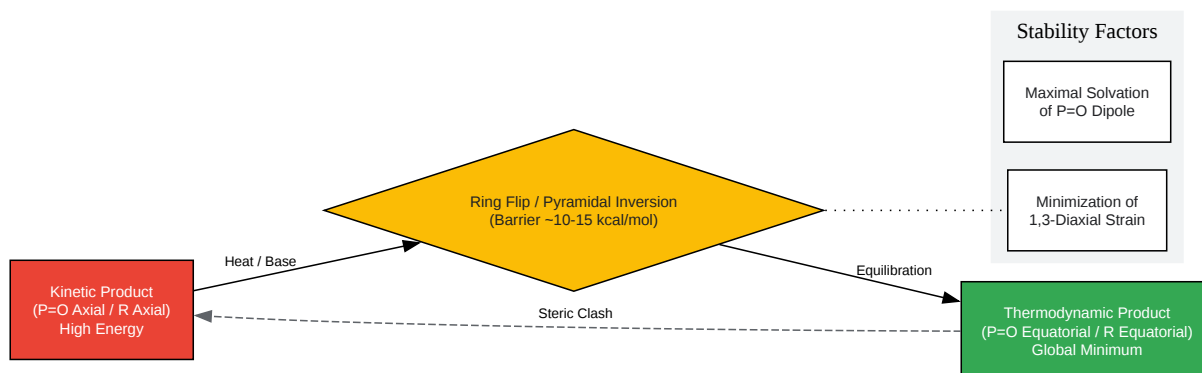 Stability Factors
Maximal Solvation
of P=O Dipole
Ring Flip / Pyramidal Inversion
(Barrier ~10-15 kcal/mol)
Minimization of
1,3-Diaxial Strain
Heat / Base
Equilibration
Kinetic Product
(P=O Axial / R Axial)
High Energy
Steric Clash
Thermodynamic Product
(P=O Equatorial / R Equatorial)
Global Minimum